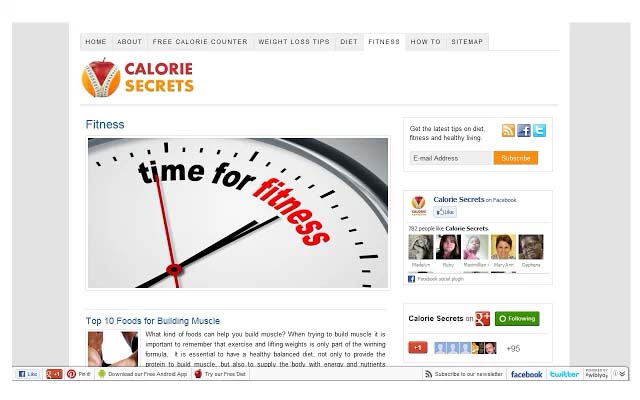 HOME ABOUT FREE CALORIE COUNTER WEIGHT LOSS TIPS DIET FITNESS HOW TO SITEMAP
CALORIE
SECRETS
Fitness
time for fitness
Get the latest tips on diet,
fitness and healthy living.
E-mail Address Subscribe
Calorie Secrets on Facebook
Like
782 people like Calorie Secrets.
Madelyn Ruby Maximillian MaryAnn Daphene
Facebook social plugin
Calorie Secrets on g+ Following
+1 +95
Top 10 Foods for Building Muscle
What kind of foods can help you build muscle? When trying to build muscle it is
important to remember that exercise and lifting weights is only part of the winning
formula. It is essential to have a healthy balanced diet, not only to provide the
protein to build muscle, but also to supply the body with energy and nutrients
Like +1 Pin it! Download our Free Android App Try our Free Diet Subscribe to our newsletter facebook twitter POWERED BY wibiya